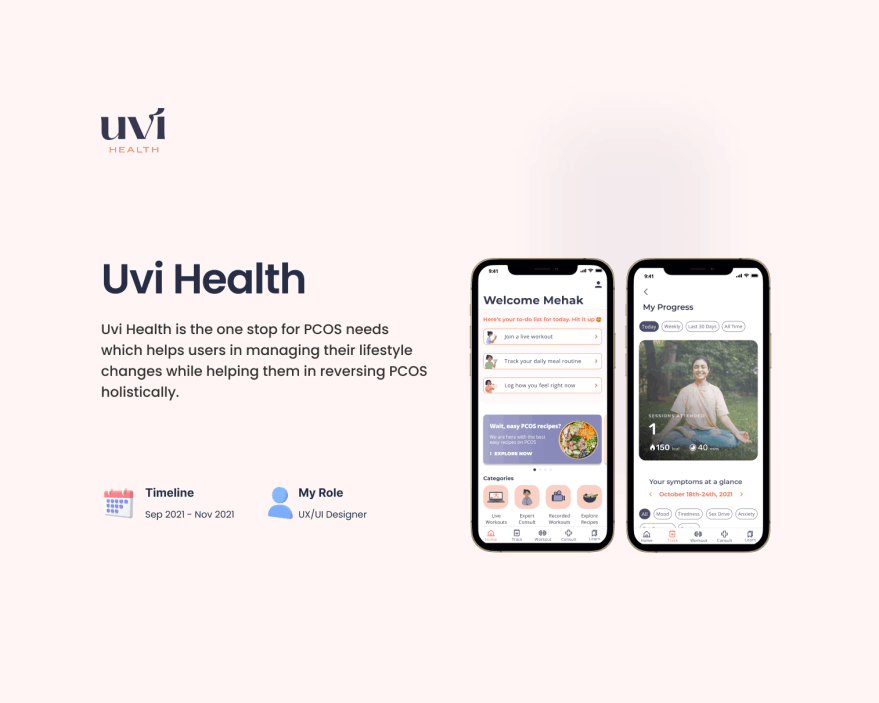 uvi
HEALTH
Uvi Health
Uvi Health is the one stop for PCOS needs
which helps users in managing their lifestyle
changes while helping them in reversing PCOS
holistically.
Timeline
Sep 2021 - Nov 2021
My Role
UX/UI Designer
9:41
Welcome Mehak
Here's your to-do list for today. Hit it up
Join a live workout
Track your daily meal routine
Log how you feel right now
Wait, easy PCOS recipes?
We are here with the best
easy recipes on PCOS
EXPLORE NOW
Categories
Live
Workouts
Expert
Consult
Recorded
Workouts
Explore
Recipes
Home Track Workout Consult Learn
9:41
My Progress
Today Weekly Last 30 Days All Time
SESSIONS ATTENDED
1
150 kcal 40 mins
Your symptoms at a glance
October 18th-24th, 2021
All Mood Tiredness Sex Drive Anxiety
Home Track Workout Consult Learn